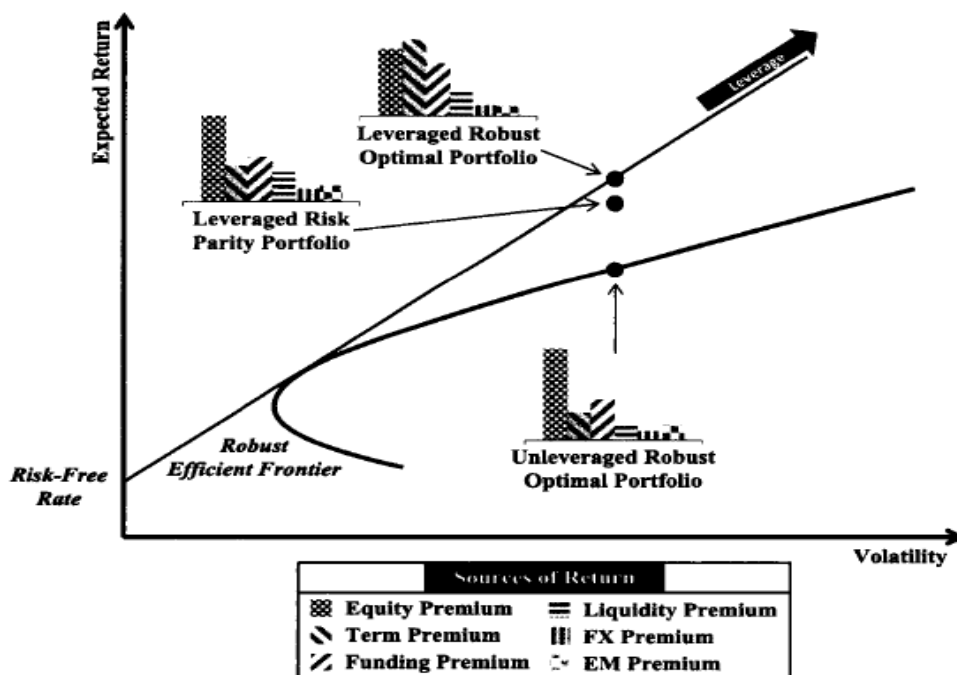 Expected Return
Leverage
Leveraged Robust
Optimal Portfolio
Leveraged Risk
Parity Portfolio
Robust
Efficient Frontier
Unleveraged Robust
Optimal Portfolio
Risk-Free
Rate
Volatility
Sources of Return
Equity Premium
Liquidity Premium
Term Premium
FX Premium
Funding Premium
EM Premium